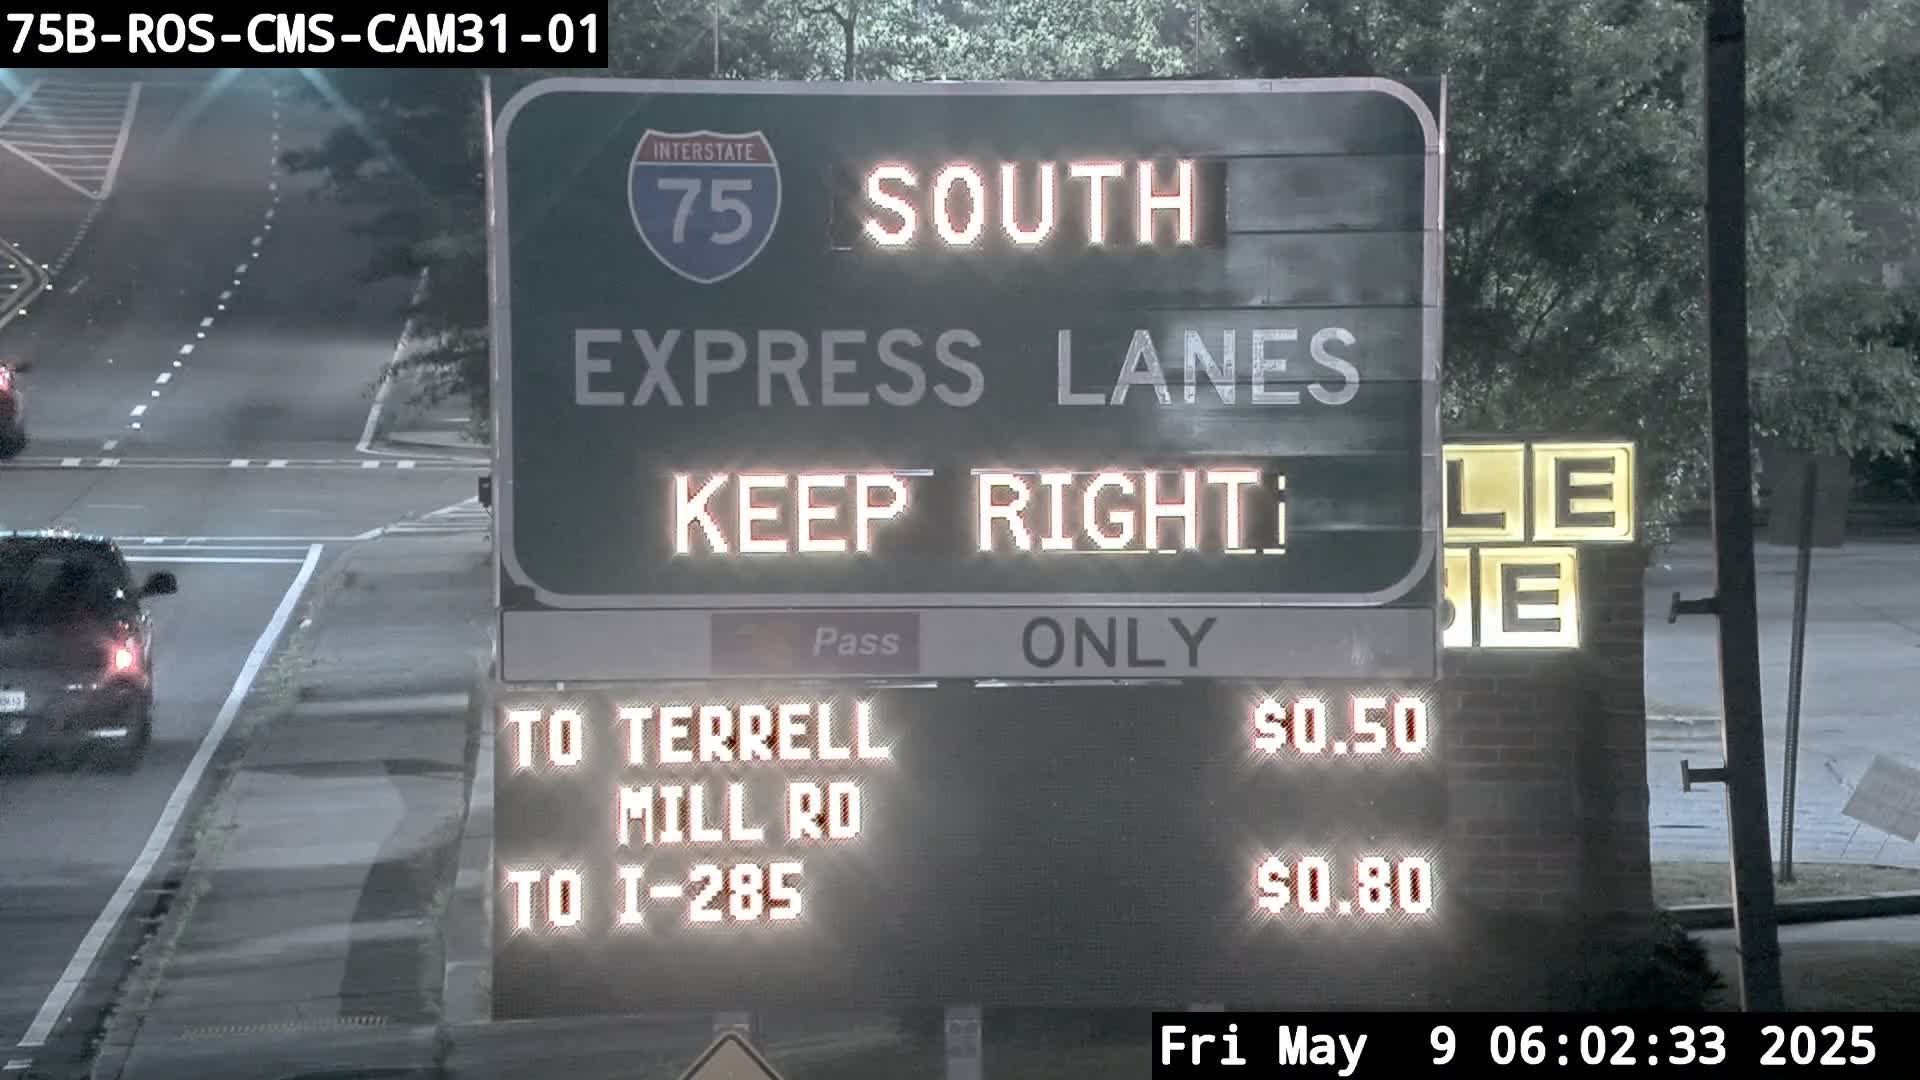 75B-ROS-CMS-CAM31-01
INTERSTATE
75
SOUTH
EXPRESS LANES
KEEP RIGHT
Pass ONLY
LE
E
TO TERRELL $0.50
MILL RD
TO I-285 $0.80
Fri May 9 06:02:33 2025